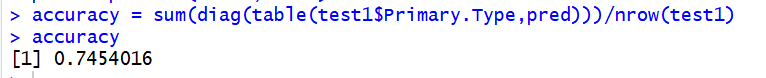 > accuracy = sum(diag(table(test1$Primary.Type,pred)))/nrow(test1)
> accuracy
[1] 0.7454016